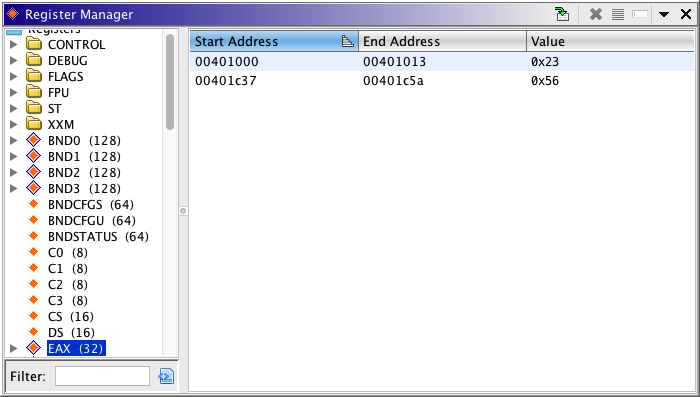 Register Manager
Registers
CONTROL
DEBUG
FLAGS
FPU
ST
XXM
BND0 (128)
BND1 (128)
BND2 (128)
BND3 (128)
BNDCFGS (64)
BNDCFGU (64)
BNDSTATUS (64)
C0 (8)
C1 (8)
C2 (8)
C3 (8)
CS (16)
DS (16)
EAX (32)
Filter:
Start Address End Address Value
00401000 00401013 0x23
00401c37 00401c5a 0x56